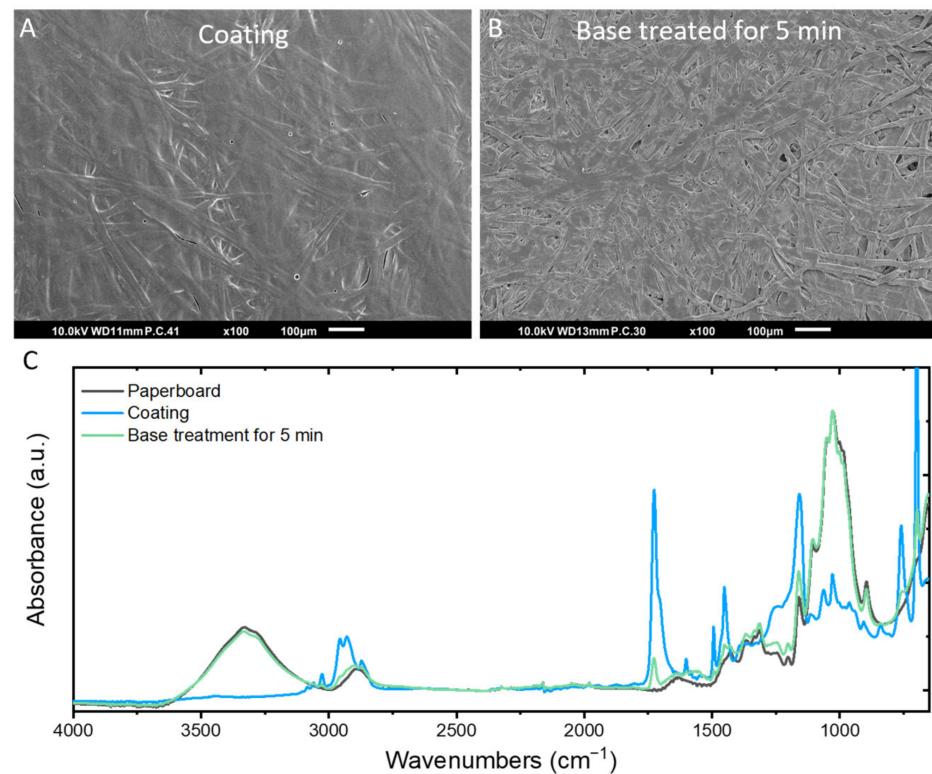 A
Coating
10.0kV WD11mm P.C.41 x100 100μm
B
Base treated for 5 min
10.0kV WD13mm P.C.30 x100 100μm
C
Paperboard
Coating
Base treatment for 5 min
Absorbance (a.u.)
4000 3500 3000 2500 2000 1500 1000
Wavenumbers (cm⁻¹)